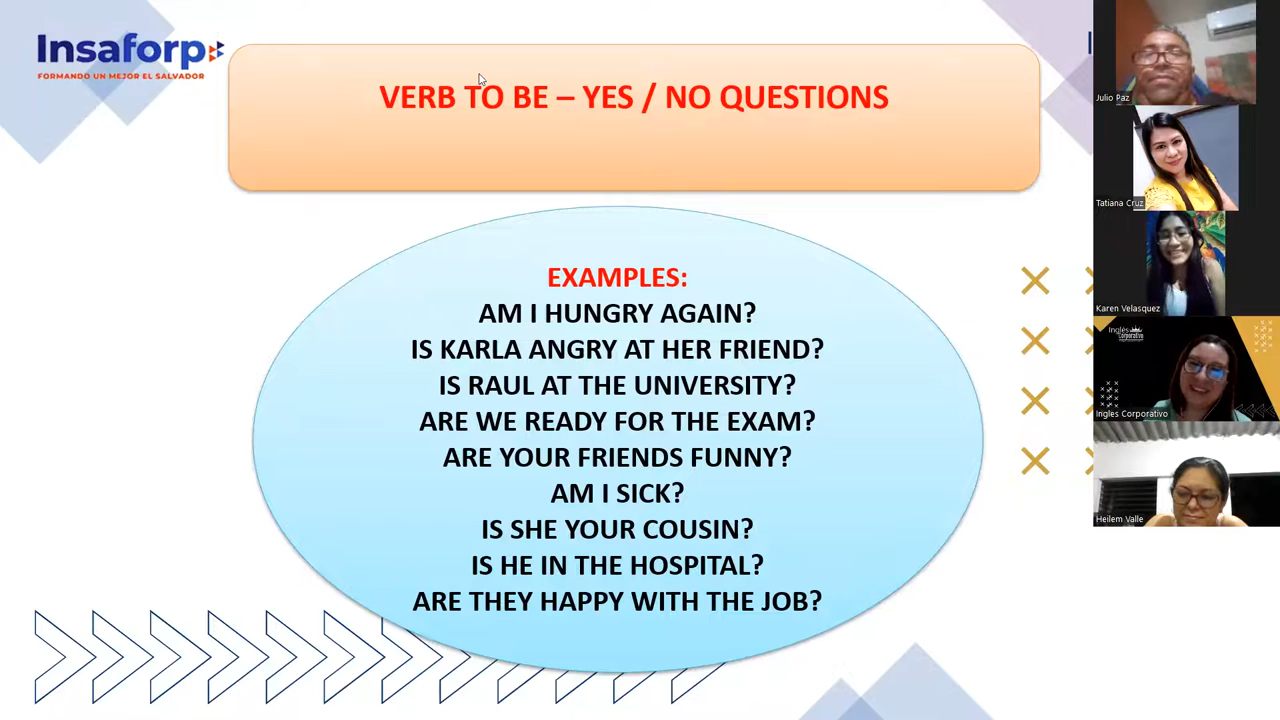 Insaforp
FORMANDO UN MEJOR EL SALVADOR
VERB TO BE – YES / NO QUESTIONS
EXAMPLES:
AM I HUNGRY AGAIN?
IS KARLA ANGRY AT HER FRIEND?
IS RAUL AT THE UNIVERSITY?
ARE WE READY FOR THE EXAM?
ARE YOUR FRIENDS FUNNY?
AM I SICK?
IS SHE YOUR COUSIN?
IS HE IN THE HOSPITAL?
ARE THEY HAPPY WITH THE JOB?
Julio Paz
Tatiana Cruz
Karen Velasquez
Inglés
Corporativo
Ingles Corporativo
Heilem Valle